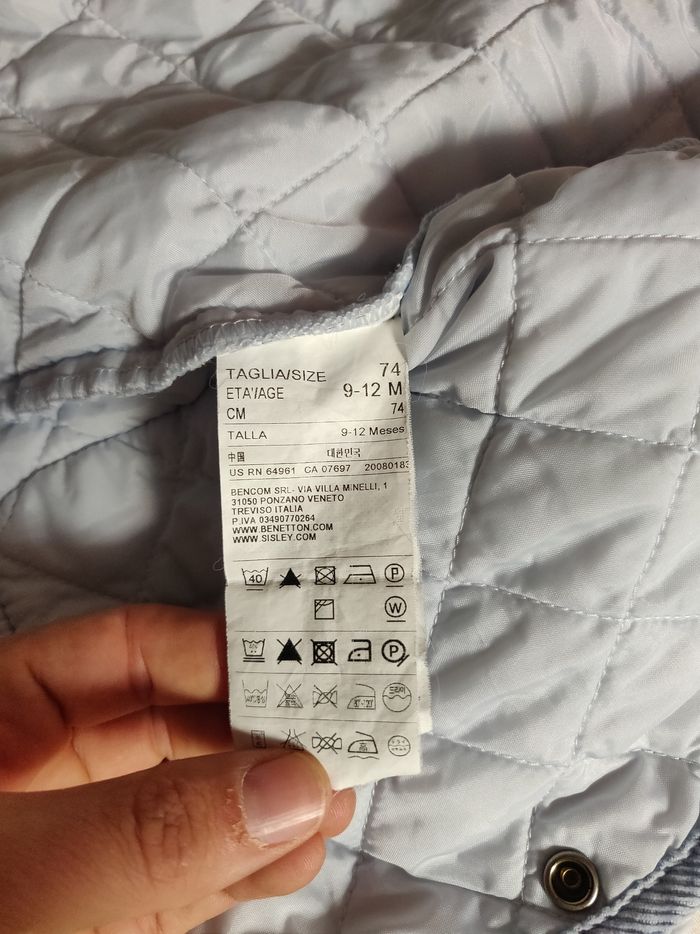 TAGLIA/SIZE 74
ETA'/AGE 9-12 M
CM 74
TALLA 9-12 Meses
中国 대한민국
US RN 64961 CA 07697 2008018
BENCOM SRL- VIA VILLA MINELLI, 1
31050 PONZANO VENETO
TREVISO ITALIA
P.IVA 03490770264
WWW.BENETTON.COM
WWW.SISLEY.COM
40 P
W
P